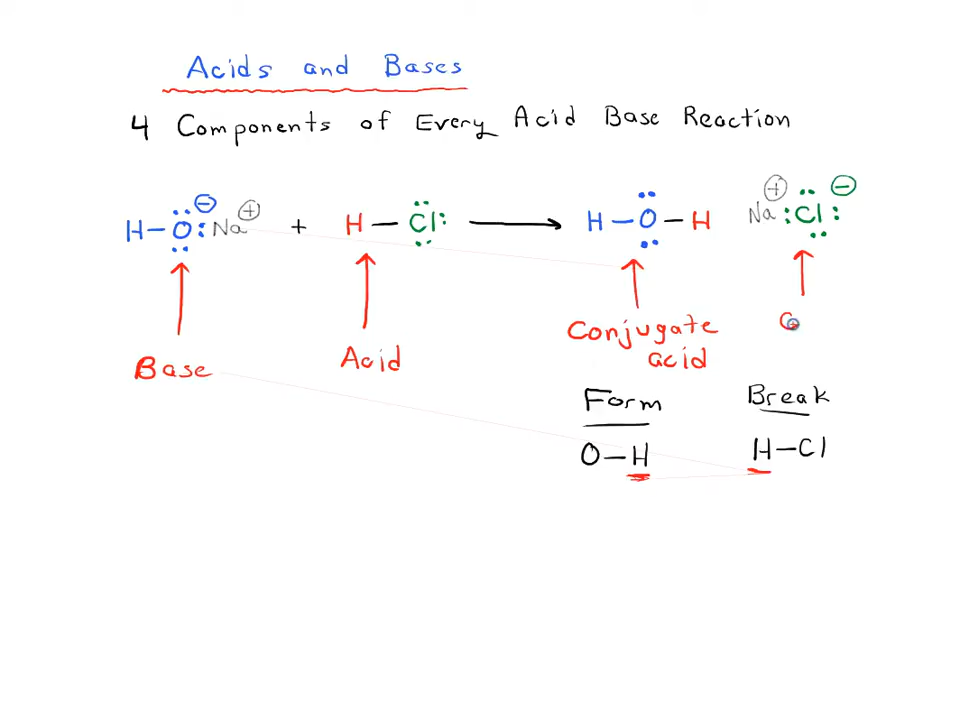 Acids and Bases
4 Components of Every Acid Base Reaction
H–O:⊖ Na⊕ + H–Cl: → H–O–H Na⊕ :Cl:⊖
Base Acid Conjugate acid C
Form Break
O–H H–Cl